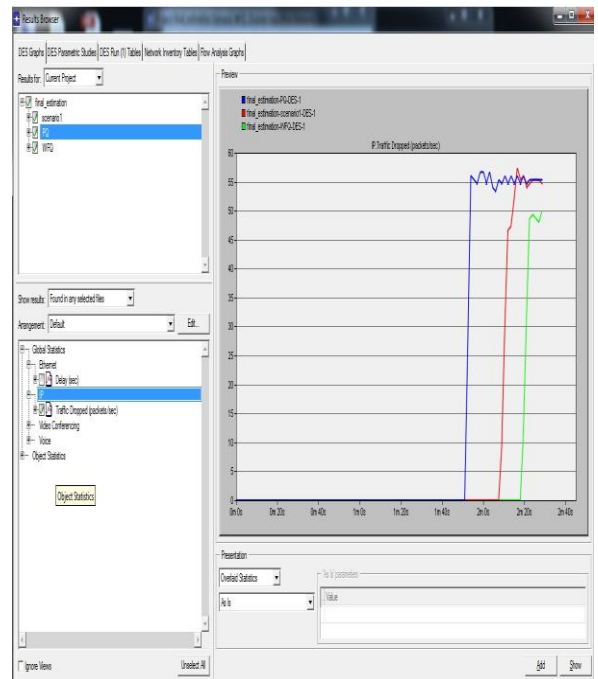 Results Browser
DES Graphs DES Parametric Studies DES Run (1) Tables Network Inventory Tables Flow Analysis Graphs
Results for: Current Project
final_estimation
scenario1
PQ
WFQ
Show results: Found in any selected files
Arrangement: Default
Edit...
Global Statistics
Ethernet
Delay (sec)
IP
Traffic Dropped (packets/sec)
Video Conferencing
Voice
Object Statistics
Object Statistics
Ignore Views
Unselect All
Preview
final_estimation-PQ-DES-1
final_estimation-scenario1-DES-1
final_estimation-WFQ-DES-1
IP.Traffic Dropped (packets/sec)
60
55
50
45
40
35
30
25
20
15
10
5
0
0m 0s 0m 20s 0m 40s 1m 0s 1m 20s 1m 40s 2m 0s 2m 20s 2m 40s
Presentation
Overlaid Statistics
As Is
As Is parameters
Value
Add
Show